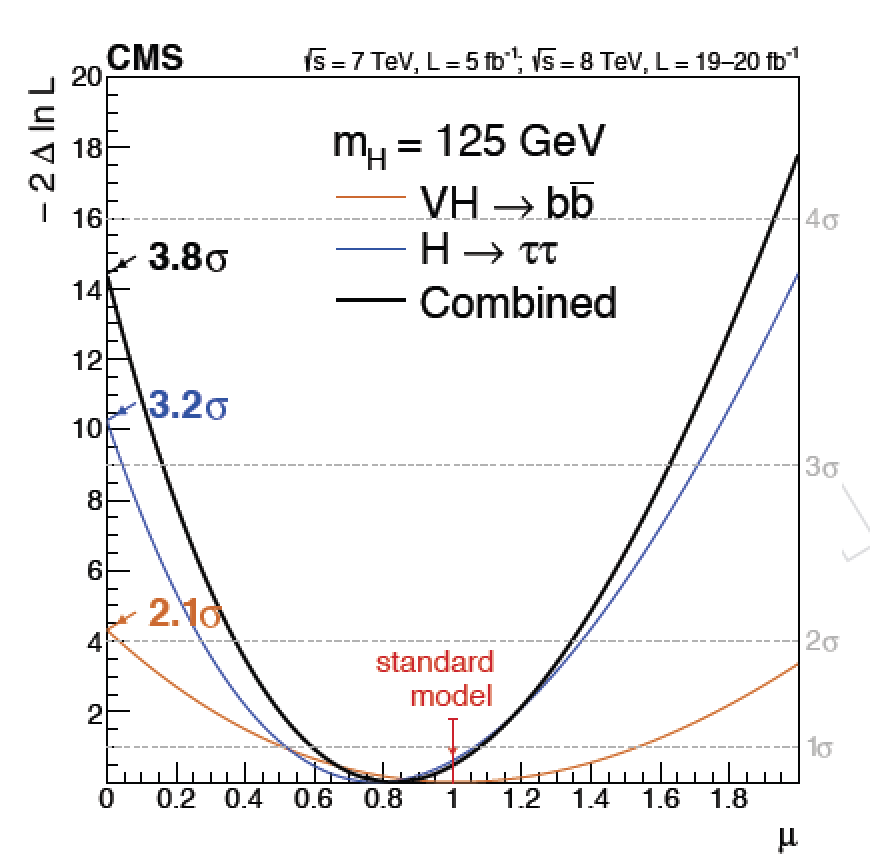 CMS
√s = 7 TeV, L = 5 fb⁻¹; √s = 8 TeV, L = 19–20 fb⁻¹
− 2 Δ ln L
m_H = 125 GeV
VH → bb̅
H → ττ
Combined
20
18
16
14
12
10
8
6
4
2
3.8σ
3.2σ
2.1σ
4σ
3σ
2σ
1σ
standard
model
0 0.2 0.4 0.6 0.8 1 1.2 1.4 1.6 1.8
μ